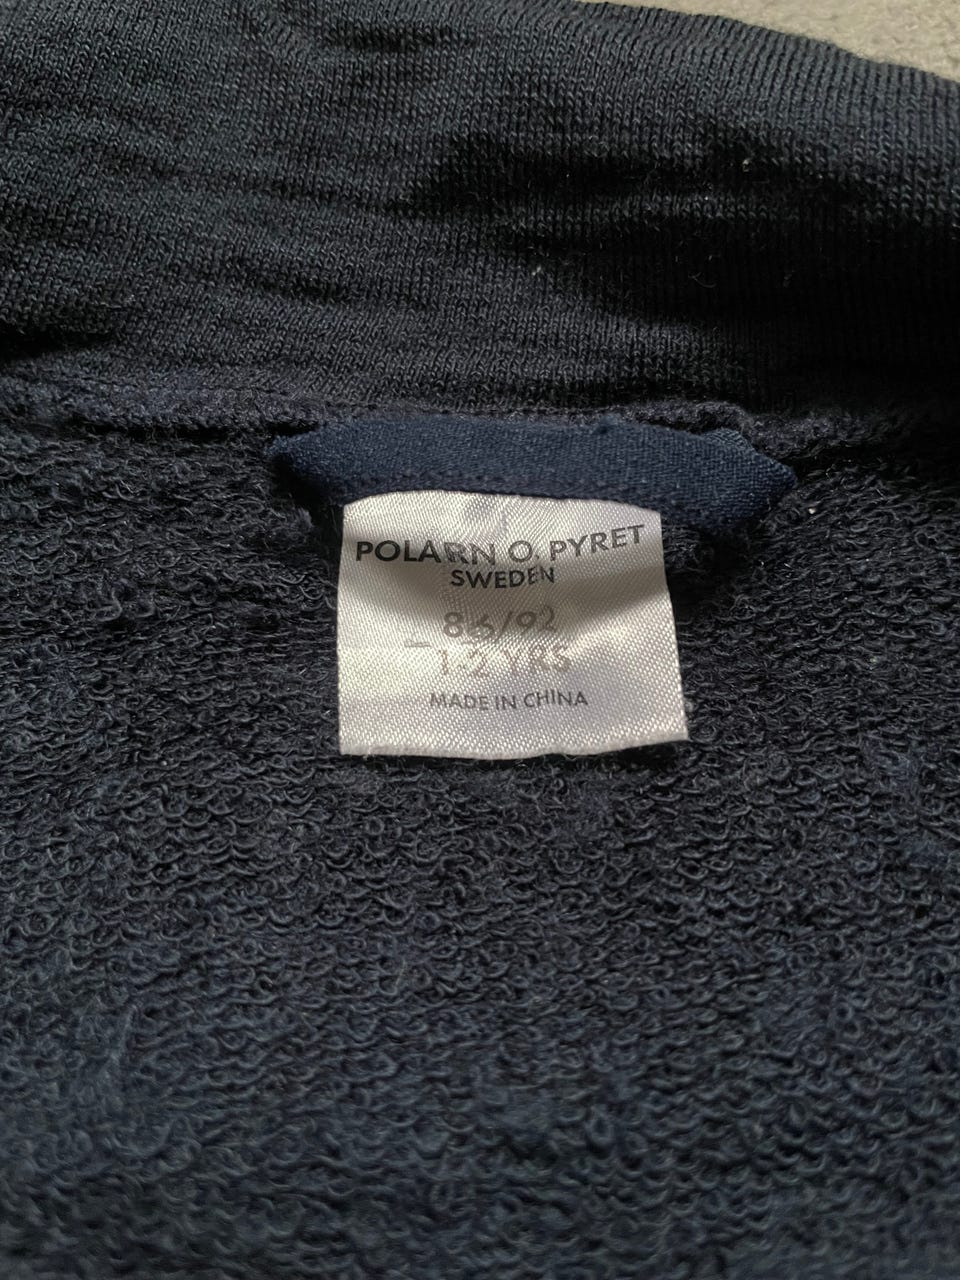 POLARN O. PYRET
SWEDEN
86/92
1-2 YRS
MADE IN CHINA